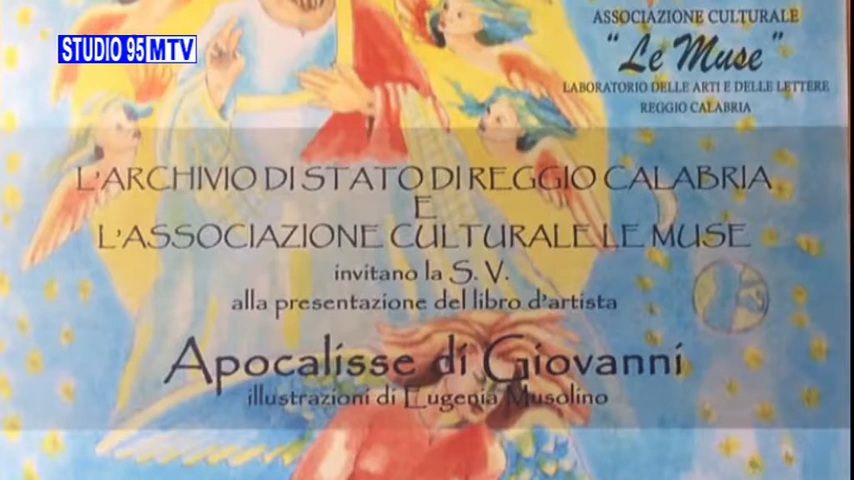 STUDIO 95 MTV
ASSOCIAZIONE CULTURALE
"Le Muse"
LABORATORIO DELLE ARTI E DELLE LETTERE
REGGIO CALABRIA
L'ARCHIVIO DI STATO DI REGGIO CALABRIA
E
L'ASSOCIAZIONE CULTURALE LE MUSE
invitano la S. V.
alla presentazione del libro d'artista
Apocalisse di Giovanni
illustrazioni di Eugenia Musolino